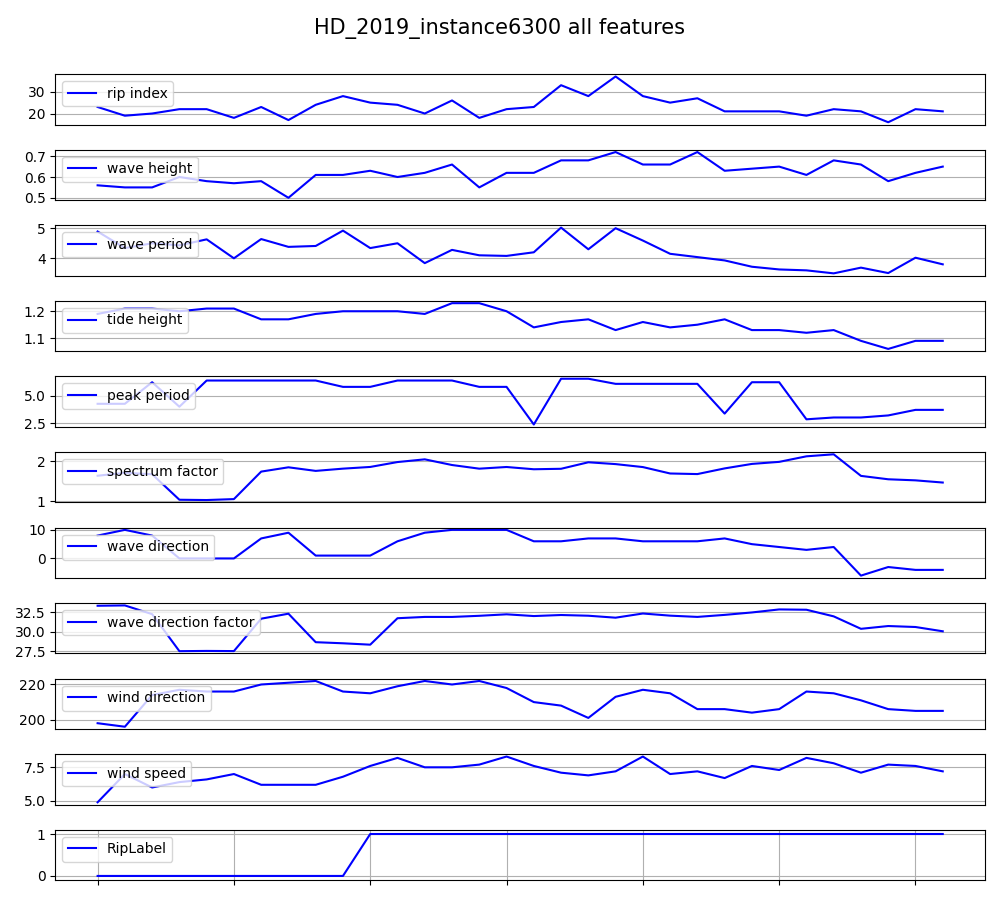 HD_2019_instance6300 all features
30
20
rip index
0.7
0.6
0.5
wave height
5
4
wave period
1.2
1.1
tide height
5.0
2.5
peak period
2
1
spectrum factor
10
0
wave direction
32.5
30.0
27.5
wave direction factor
220
200
wind direction
7.5
5.0
wind speed
1
0
RipLabel